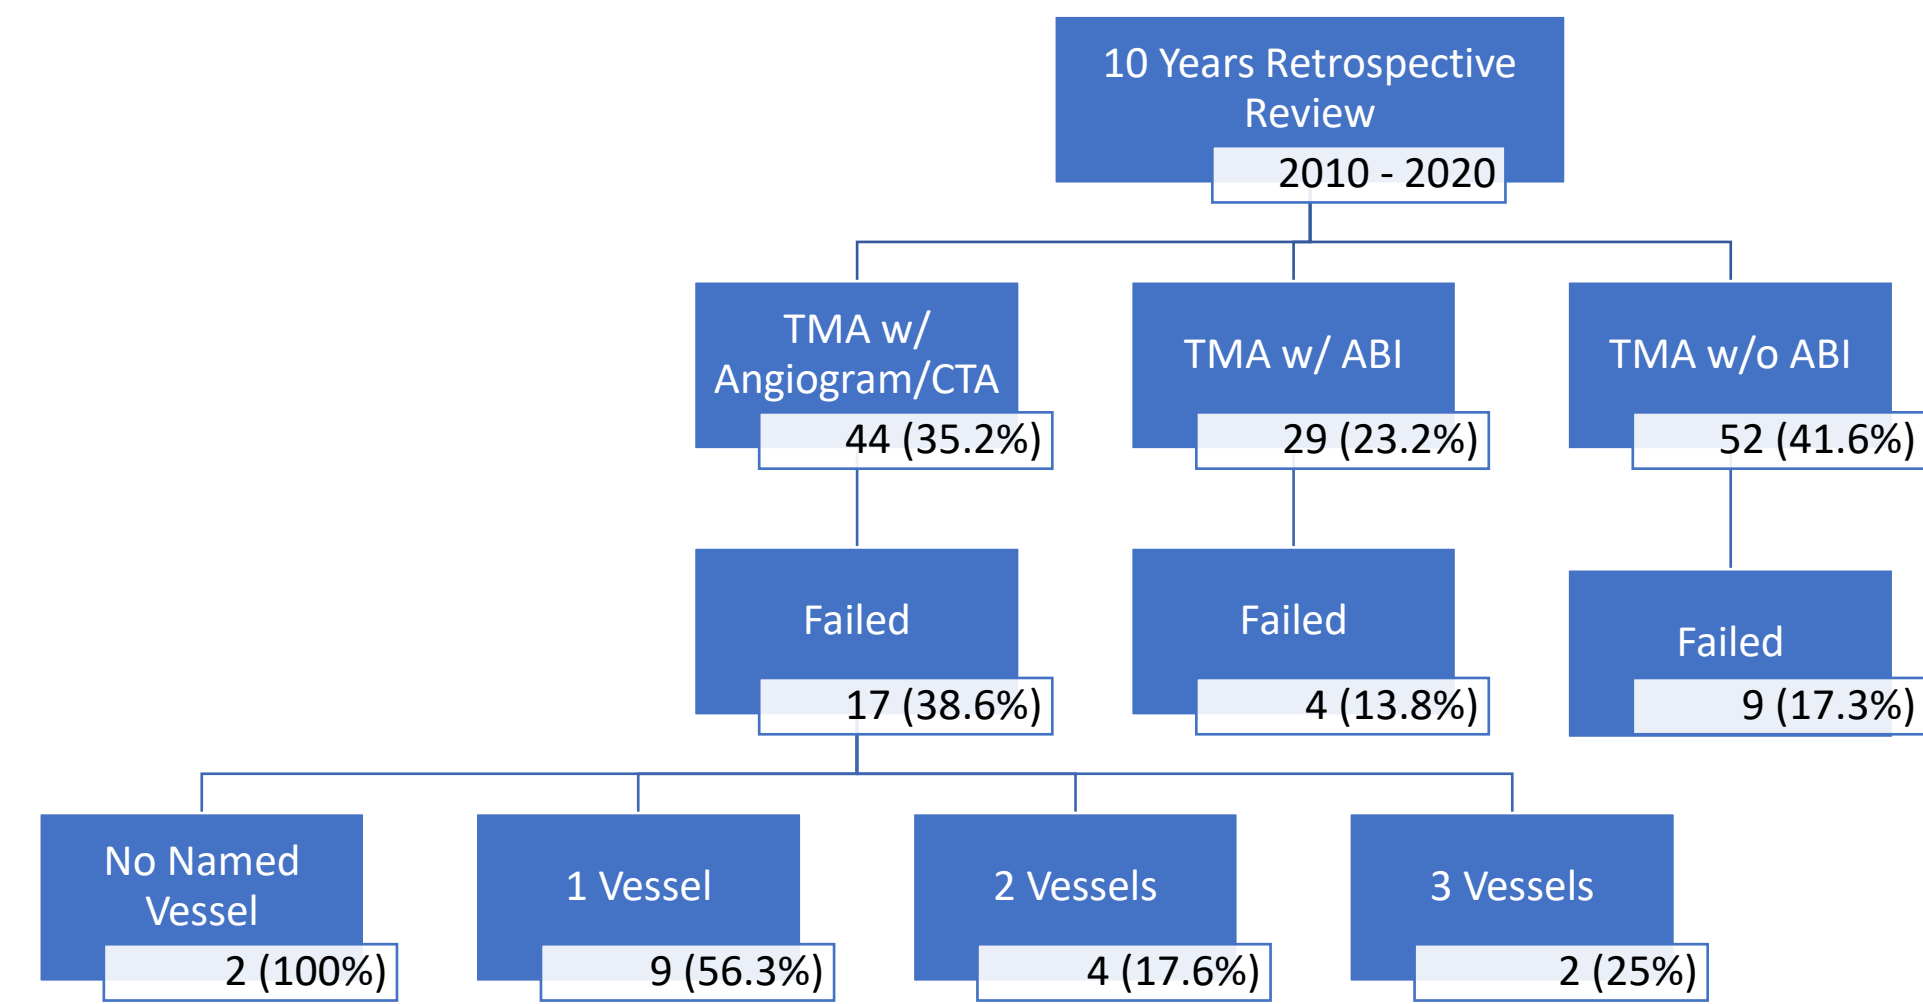 10 Years Retrospective
Review
2010 - 2020
TMA w/
Angiogram/CTA
44 (35.2%)
TMA w/ ABI
29 (23.2%)
TMA w/o ABI
52 (41.6%)
Failed
17 (38.6%)
Failed
4 (13.8%)
Failed
9 (17.3%)
No Named
Vessel
2 (100%)
1 Vessel
9 (56.3%)
2 Vessels
4 (17.6%)
3 Vessels
2 (25%)